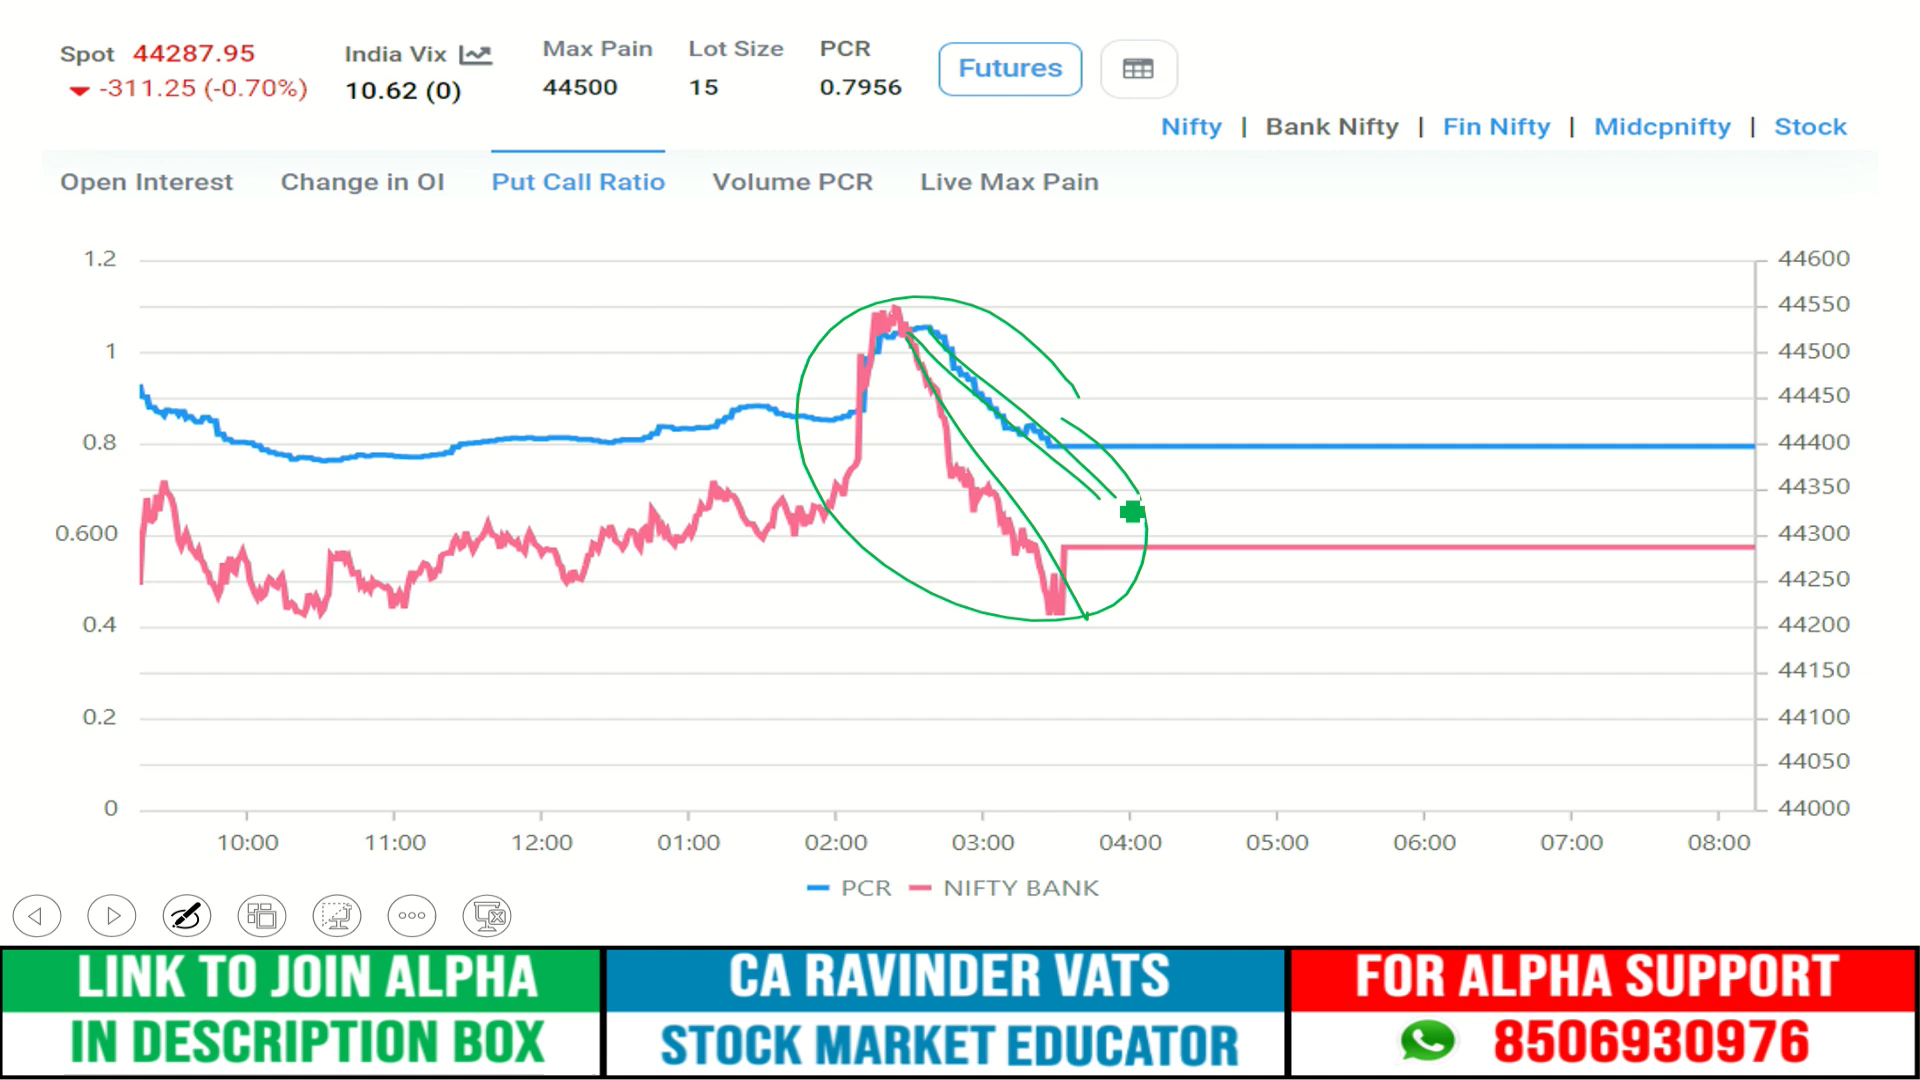 Spot 44287.95
-311.25 (-0.70%)
India Vix
10.62 (0)
Max Pain
44500
Lot Size
15
PCR
0.7956
Futures
Nifty | Bank Nifty | Fin Nifty | Midcpnifty | Stock
Open Interest Change in OI Put Call Ratio Volume PCR Live Max Pain
1.2
1
0.8
0.600
0.4
0.2
0
44600
44550
44500
44450
44400
44350
44300
44250
44200
44150
44100
44050
44000
10:00 11:00 12:00 01:00 02:00 03:00 04:00 05:00 06:00 07:00 08:00
PCR NIFTY BANK
LINK TO JOIN ALPHA
IN DESCRIPTION BOX
CA RAVINDER VATS
STOCK MARKET EDUCATOR
FOR ALPHA SUPPORT
8506930976